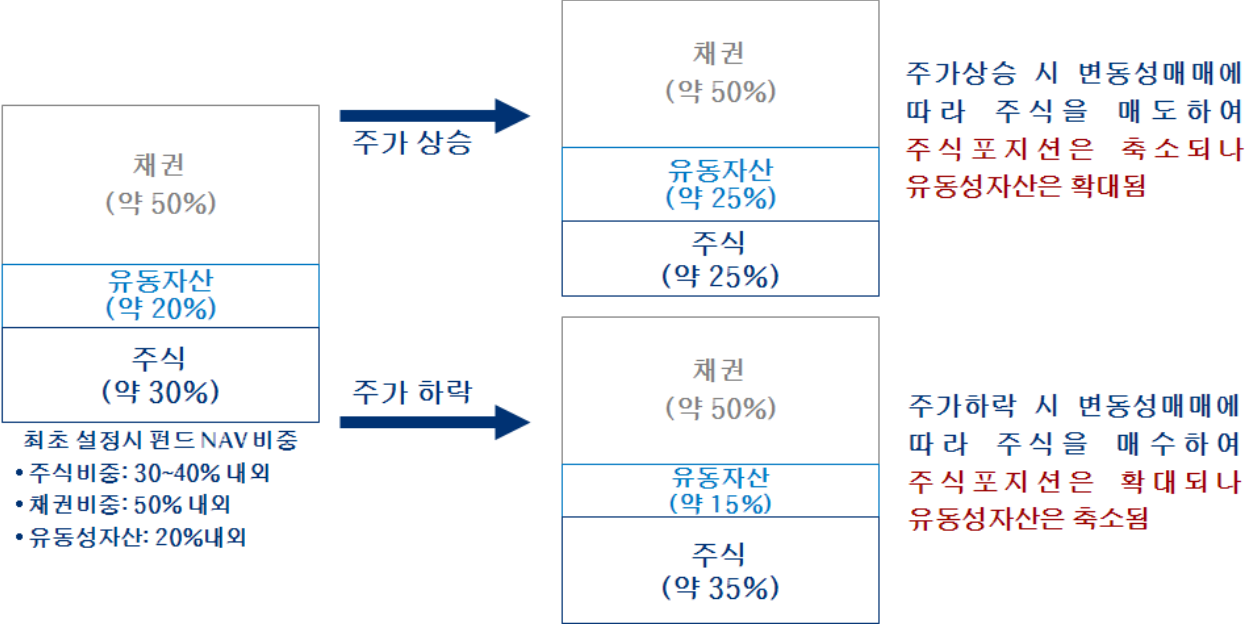 채권
(약 50%)
유동자산
(약 20%)
주식
(약 30%)
최초 설정시 펀드 NAV 비중
• 주식비중: 30~40% 내외
• 채권비중: 50% 내외
• 유동성자산: 20%내외
주가 상승
채권
(약 50%)
유동자산
(약 25%)
주식
(약 25%)
주가상승 시 변동성매매에
따라 주식을 매도하여
주식포지션은 축소되나
유동성자산은 확대됨
주가 하락
채권
(약 50%)
유동자산
(약 15%)
주식
(약 35%)
주가하락 시 변동성매매에
따라 주식을 매수하여
주식포지션은 확대되나
유동성자산은 축소됨